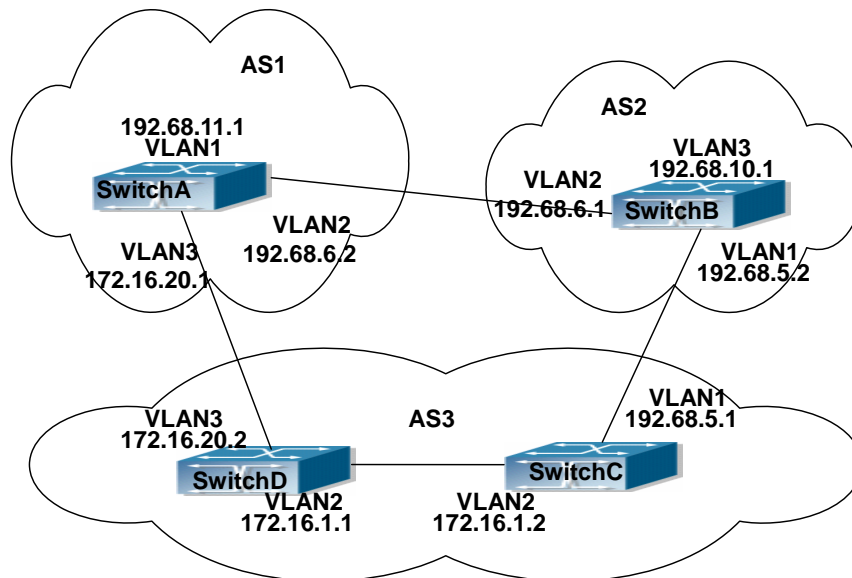 AS1
192.68.11.1
VLAN1
SwitchA
VLAN2
192.68.6.2
VLAN3
172.16.20.1
AS2
VLAN3
192.68.10.1
VLAN2
192.68.6.1
SwitchB
VLAN1
192.68.5.2
AS3
VLAN3
172.16.20.2
SwitchD
VLAN2
172.16.1.1
VLAN1
192.68.5.1
SwitchC
VLAN2
172.16.1.2